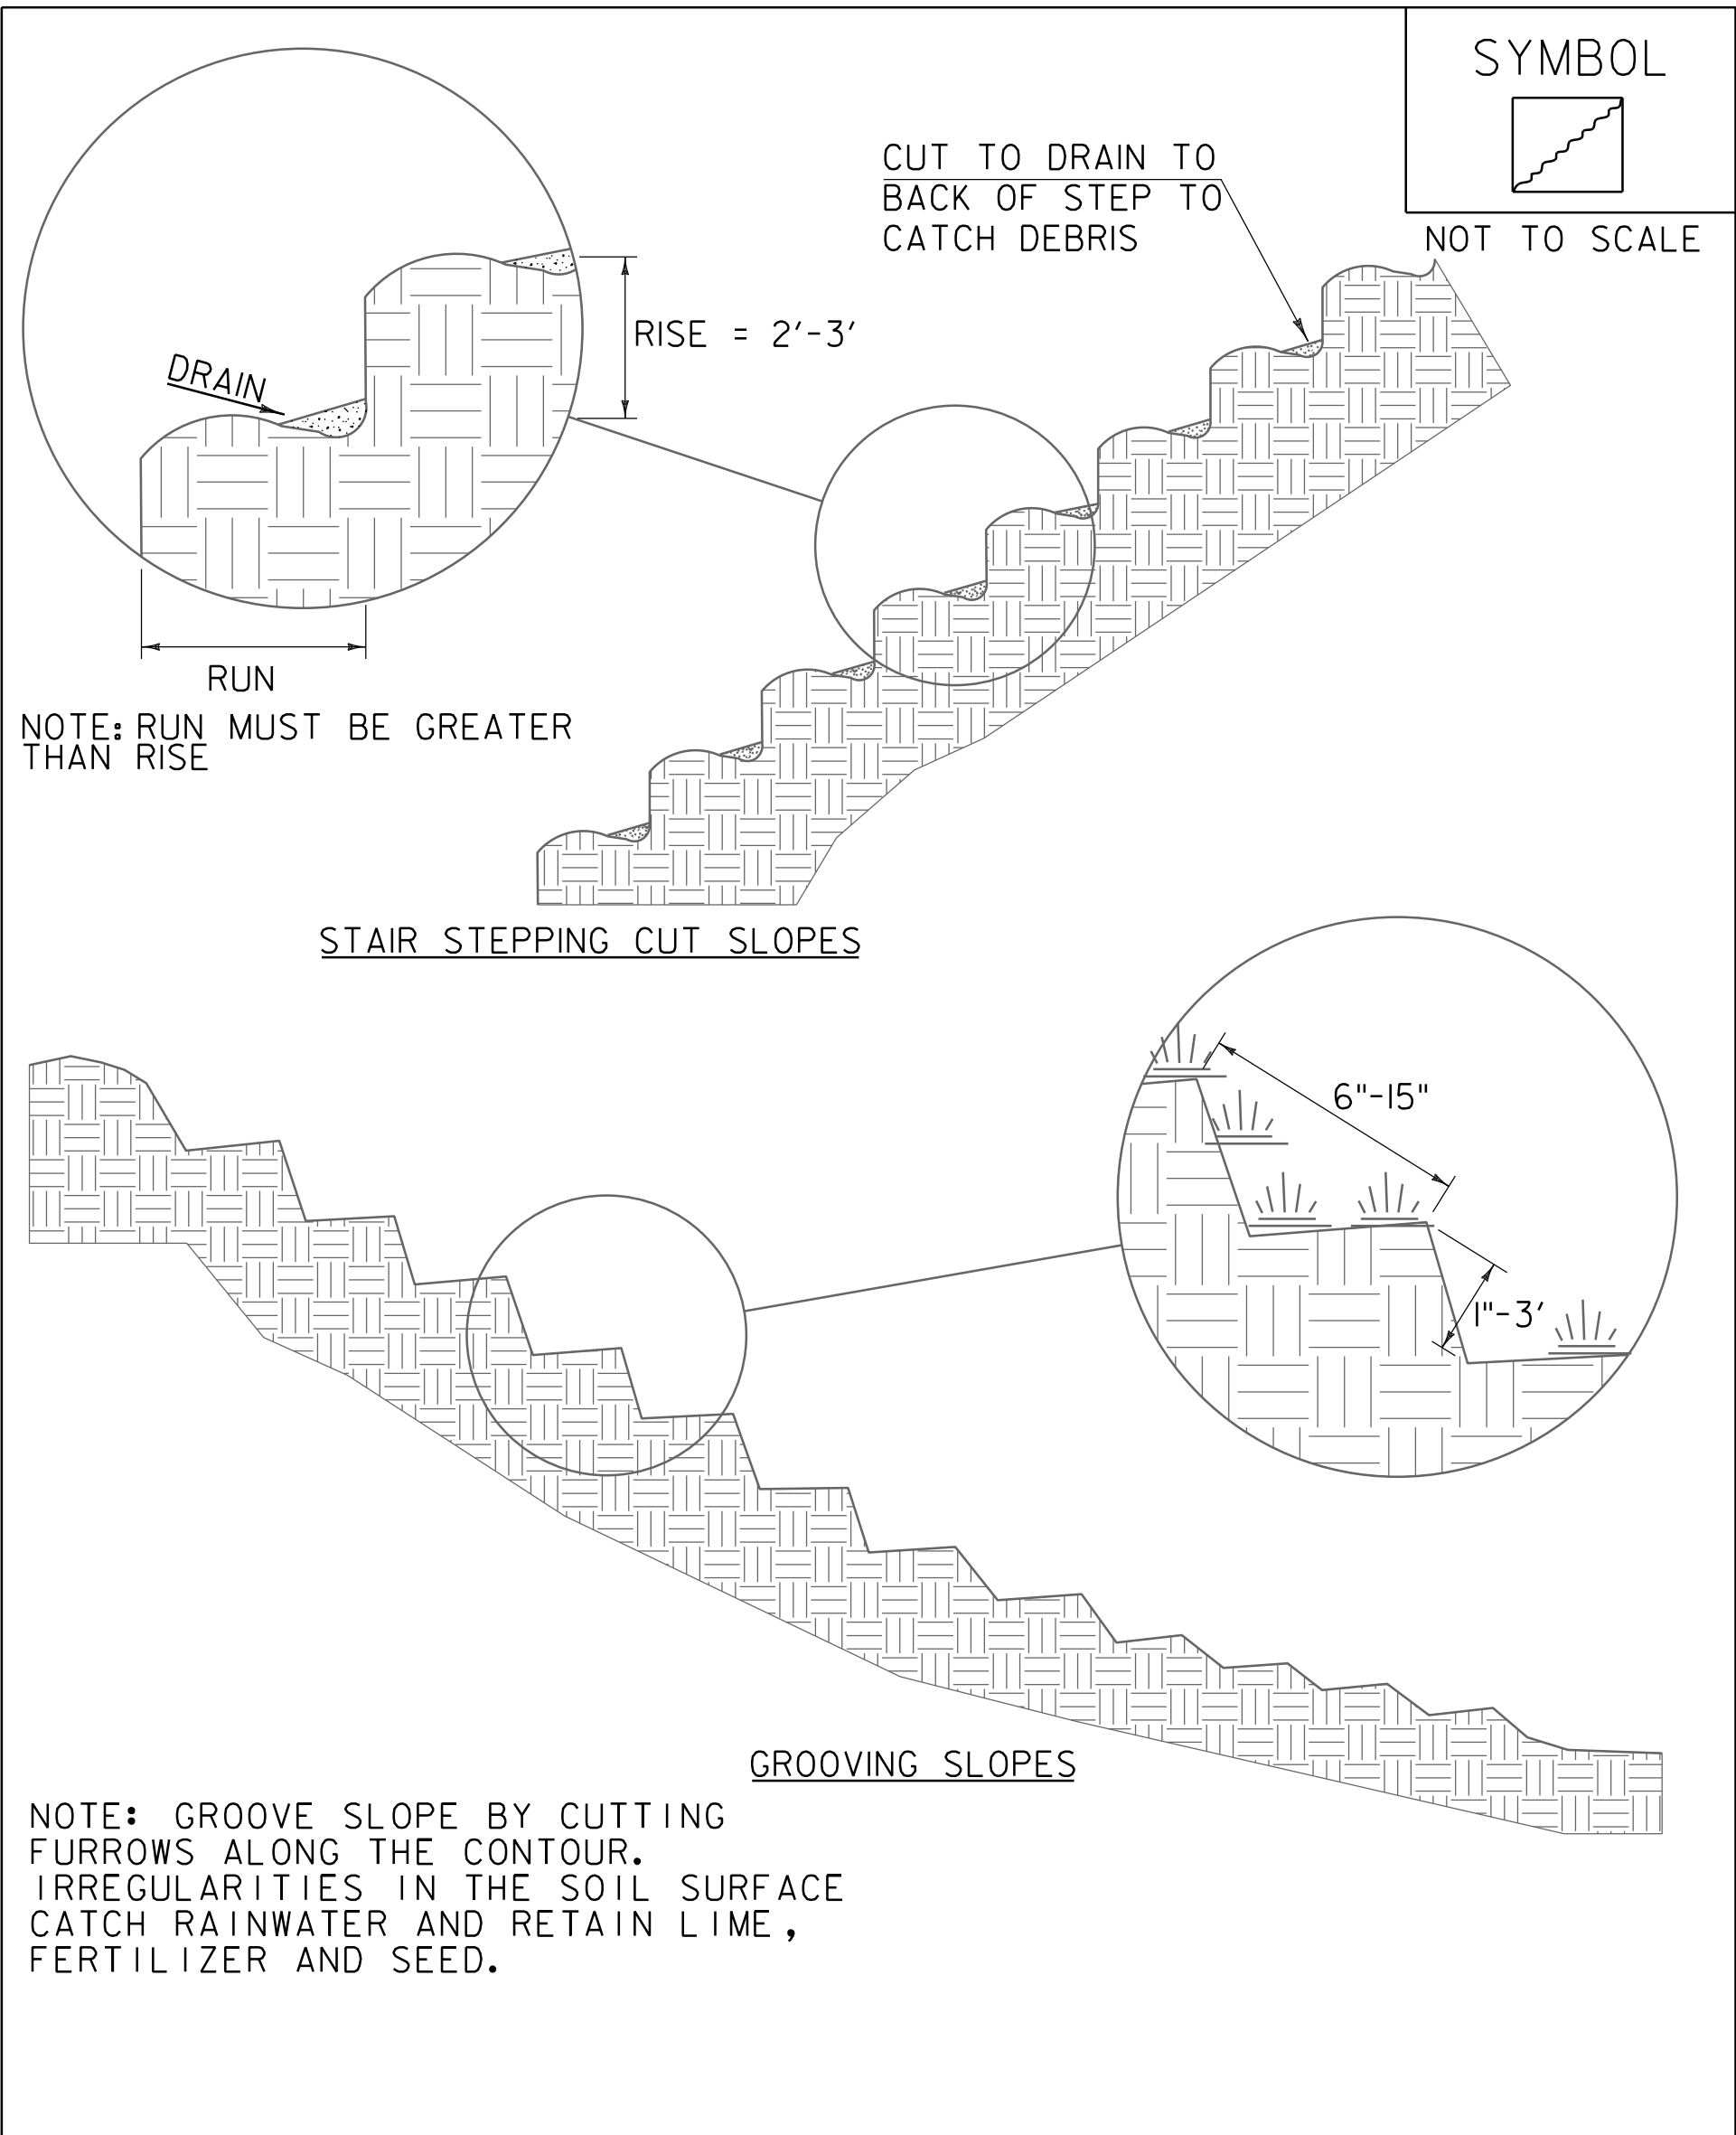 SYMBOL
NOT TO SCALE
CUT TO DRAIN TO
BACK OF STEP TO
CATCH DEBRIS
DRAIN
RISE = 2'-3'
RUN
NOTE: RUN MUST BE GREATER
THAN RISE
STAIR STEPPING CUT SLOPES
6"-15"
1"-3'
GROOVING SLOPES
NOTE: GROOVE SLOPE BY CUTTING
FURROWS ALONG THE CONTOUR.
IRREGULARITIES IN THE SOIL SURFACE
CATCH RAINWATER AND RETAIN LIME,
FERTILIZER AND SEED.